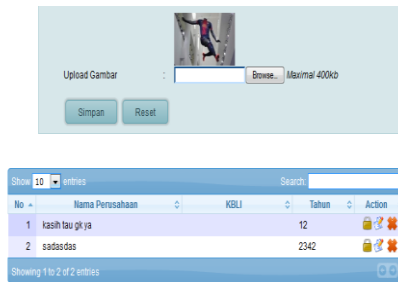 Upload Gambar : Browse.. Maximal 400kb
Simpan Reset
Show 10 entries Search:
No Nama Perusahaan KBLI Tahun Action
1 kasih tau gk ya 12
2 sadasdas 2342
Showing 1 to 2 of 2 entries